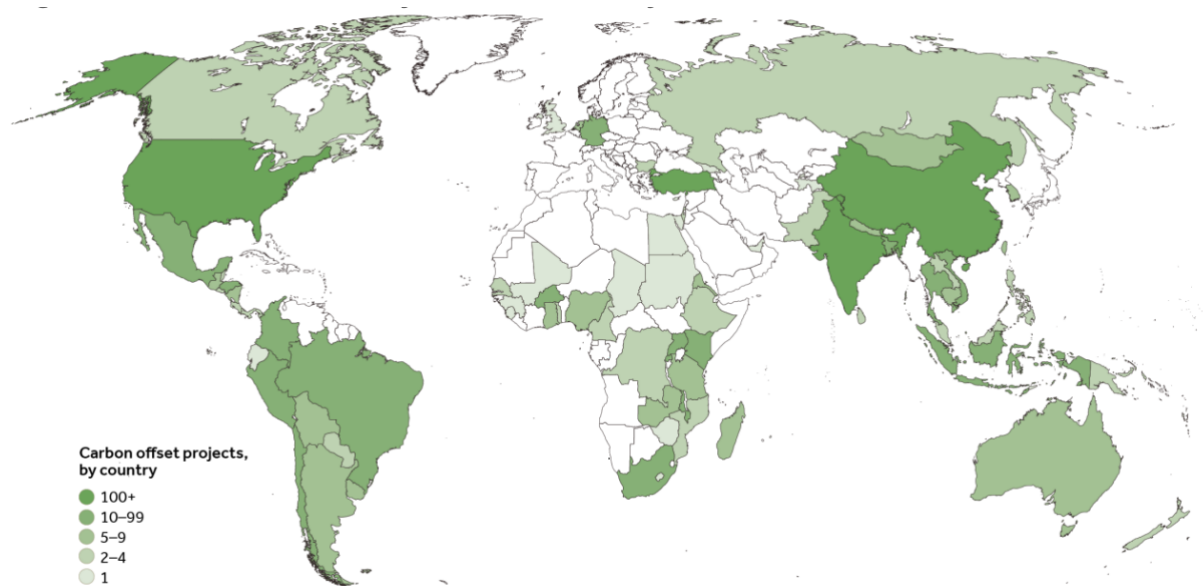 Carbon offset projects,
by country
100+
10–99
5–9
2–4
1